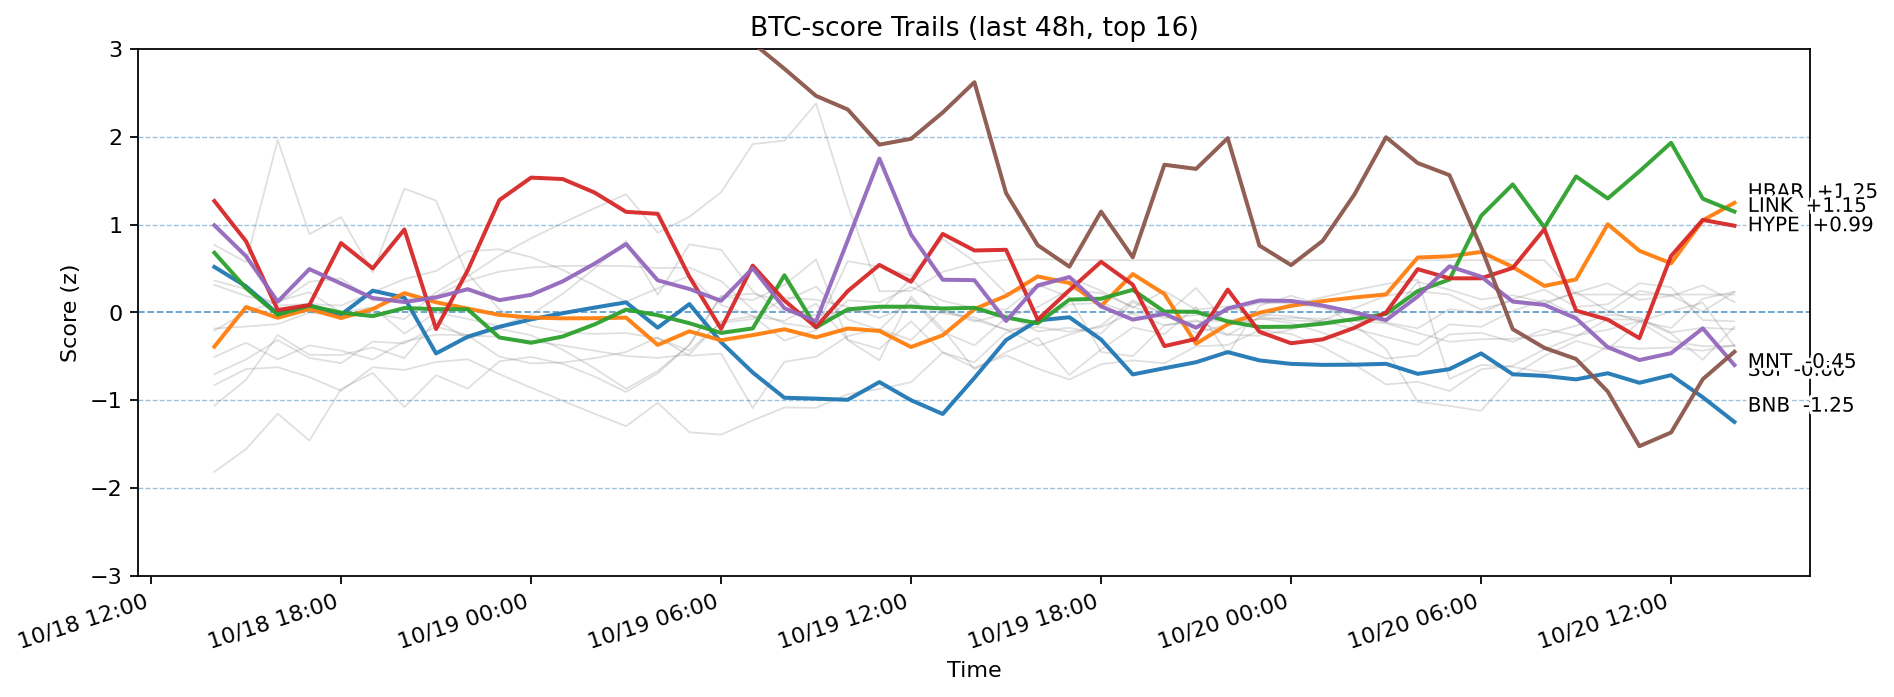 BTC-score Trails (last 48h, top 16)
Score (z)
3
2
1
0
−1
−2
−3
HBAR +1.25
LINK +1.15
HYPE +0.99
MNT -0.45
BNB -1.25
10/18 12:00
10/18 18:00
10/19 00:00
10/19 06:00
10/19 12:00
10/19 18:00
10/20 00:00
10/20 06:00
10/20 12:00
Time